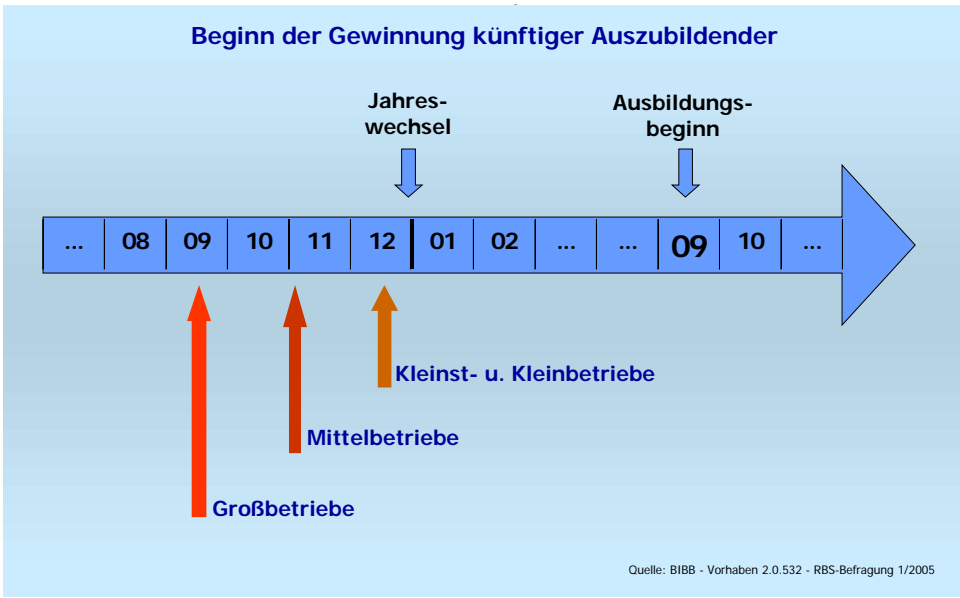 Beginn der Gewinnung künftiger Auszubildender
Jahres-
wechsel
Ausbildungs-
beginn
... 08 09 10 11 12 01 02 ... ... 09 10 ...
Kleinst- u. Kleinbetriebe
Mittelbetriebe
Großbetriebe
Quelle: BIBB - Vorhaben 2.0.532 - RBS-Befragung 1/2005